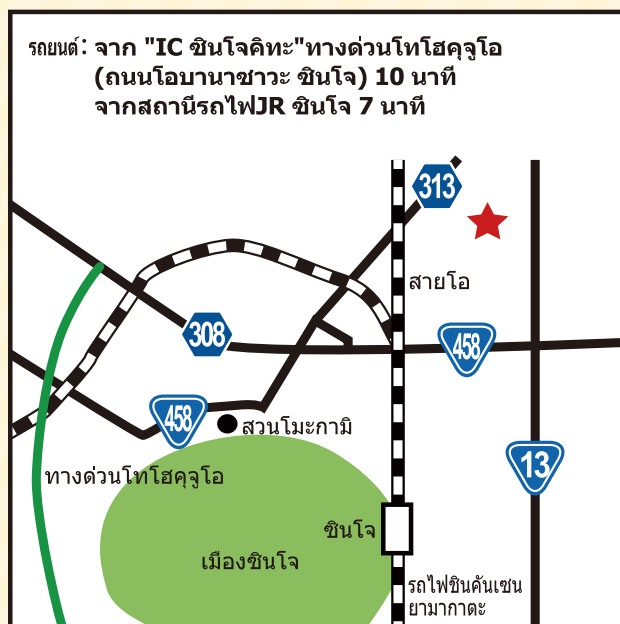 รถยนต์: จาก "IC ซินโจคิทะ"ทางด่วนโทโฮคุจูโอ
(ถนนโอบานาซาวะ ซินโจ) 10 นาที
จากสถานีรถไฟJR ซินโจ 7 นาที
313
สายโอ
308
458
458
สวนโมะกามิ
13
ทางด่วนโทโฮคุจูโอ
ซินโจ
เมืองซินโจ
รถไฟชินคันเซน
ยามากาตะ